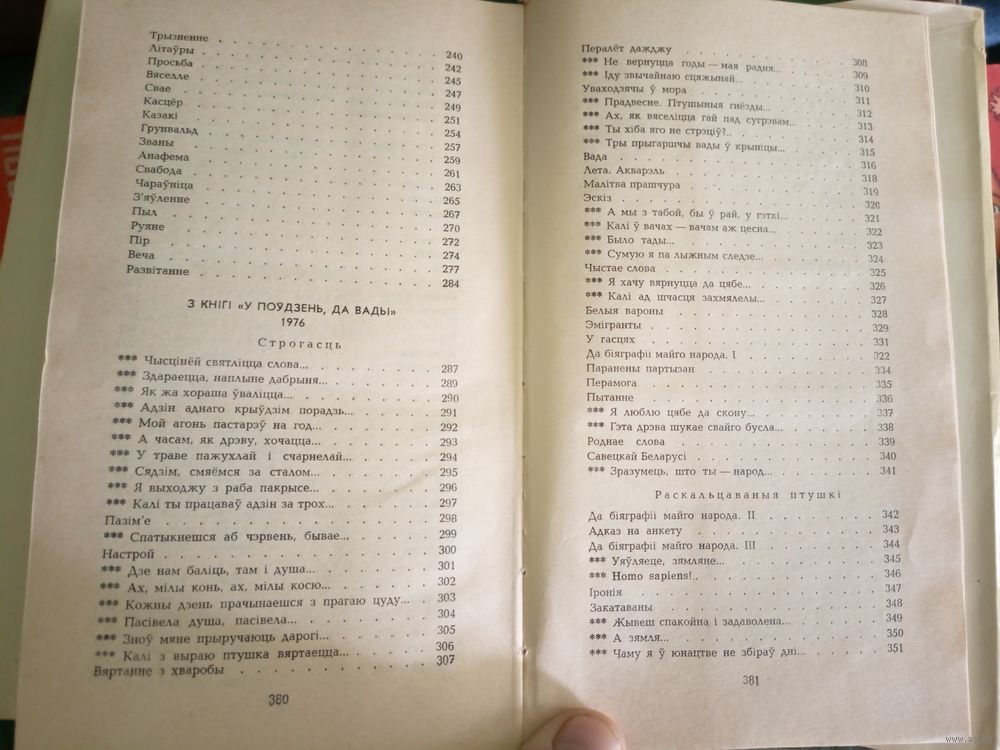 Трызненне . . . 240
Літаўры . . . 242
Просьба . . . 245
Вяселле . . . 247
Свае . . . 249
Касцёр . . . 251
Казакі . . . 254
Грунвальд . . . 257
Званы . . . 259
Анафема . . . 261
Свабода . . . 263
Чараўніца . . . 265
З'яўленне . . . 267
Пыл . . . 270
Руяне . . . 272
Пір . . . 274
Веча . . . 277
Развітанне . . . 284
З КНІГІ «У ПОЎДЗЕНЬ, ДА ВАДЫ»
1976
Строгасць
*** Чысцінёй святліцца слова... 287
*** Здараецца, наплыне дабрыня... 289
*** Як жа хораша ўваліцца... 290
*** Адзін аднаго крыўдзім порадзь... 291
*** Мой агонь пастарэў на год... 292
*** А часам, як дрэву, хочацца... 293
*** У траве пажухлай і счарнелай... 294
*** Сядзім, смяёмся за сталом... 295
*** Я выходжу з раба пакрысе... 296
*** Калі ты працаваў адзін за трох... 297
Пазім'е . . . 298
*** Спатыкнешся аб чэрвень, бывае... 299
Настрой . . . 300
*** Дзе нам баліць, там і душа... 301
*** Ах, мілы конь, ах, мілы косю... 302
*** Кожны дзень прачынаешся з прагаю цуду... 303
*** Пасівела душа, пасівела... 304
*** Зноў мяне прыручаюць дарогі... 305
*** Калі з выраю птушка вяртаецца... 306
Вяртанне з хваробы . . . 307
380
Пералёт дажджу . . . 308
*** Не вернуцца годы — мая радня... 309
*** Іду звычайнаю сцяжынай... 310
Уваходзячы ў мора . . . 311
*** Прадвесне. Птушыныя гнёзды... 312
*** Ах, як вяселіцца гай пад сугрэвам... 313
*** Ты хіба яго не стрэціў?.. 314
*** Тры прыгаршчы вады ў крыніцы... 315
Вада . . . 316
Лета. Акварэль . . . 318
Малітва прашчура . . . 319
Эскіз . . . 320
*** А мы з табой, бы ў рай, у гэткі... 321
*** Калі ў вачах — вачам аж цесна... 322
*** Было тады... 323
*** Сумую я па лыжным следзе... 324
Чыстае слова . . . 325
*** Я хачу вярнуцца да цябе... 326
*** Калі ад шчасця захмялелы... 327
Белыя вароны . . . 328
Эмігранты . . . 329
У гасцях . . . 331
Да біяграфіі майго народа. I . . . 322
Паранены партызан . . . 334
Перамога . . . 335
Пытанне . . . 336
*** Я люблю цябе да скону... 337
*** Гэта дрэва шукае свайго бусла... 338
Роднае слова . . . 339
Савецкай Беларусі . . . 340
*** Зразумець, што ты — народ... 341
Раскальцаваныя птушкі
Да біяграфіі майго народа. II . . . 342
Адказ на анкету . . . 343
Да біяграфіі майго народа. III . . . 344
*** Уяўляеце, зямляне... 345
*** Homo sapiens!.. 346
Іронія . . . 347
Закатаваны . . . 348
*** Жывеш спакойна і задаволена... 349
*** А зямля... 350
*** Чаму я ў юнацтве не збіраў дні... 351
381